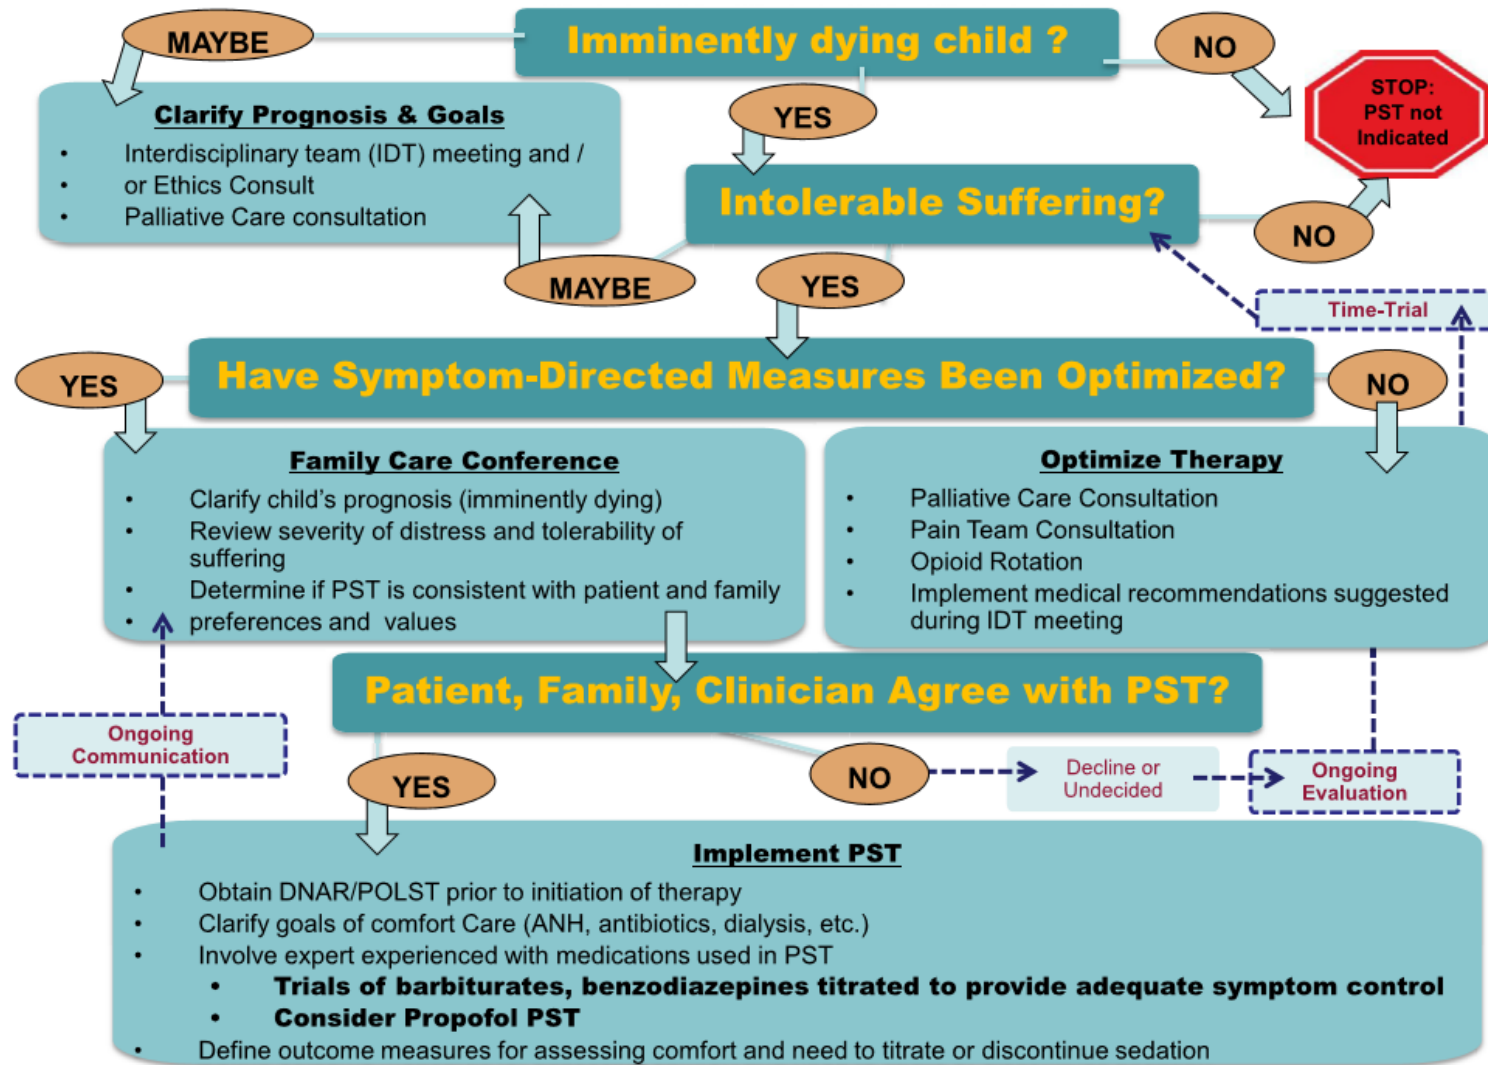 Imminently dying child ?
MAYBE
NO
YES
STOP:
PST not
Indicated
Clarify Prognosis & Goals
• Interdisciplinary team (IDT) meeting and /
• or Ethics Consult
• Palliative Care consultation
Intolerable Suffering?
MAYBE
YES
NO
Time-Trial
Have Symptom-Directed Measures Been Optimized?
YES
NO
Family Care Conference
• Clarify child's prognosis (imminently dying)
• Review severity of distress and tolerability of
suffering
• Determine if PST is consistent with patient and family
• preferences and values
Optimize Therapy
• Palliative Care Consultation
• Pain Team Consultation
• Opioid Rotation
• Implement medical recommendations suggested
during IDT meeting
Patient, Family, Clinician Agree with PST?
Ongoing
Communication
YES
NO
Decline or
Undecided
Ongoing
Evaluation
Implement PST
• Obtain DNAR/POLST prior to initiation of therapy
• Clarify goals of comfort Care (ANH, antibiotics, dialysis, etc.)
• Involve expert experienced with medications used in PST
• Trials of barbiturates, benzodiazepines titrated to provide adequate symptom control
• Consider Propofol PST
• Define outcome measures for assessing comfort and need to titrate or discontinue sedation